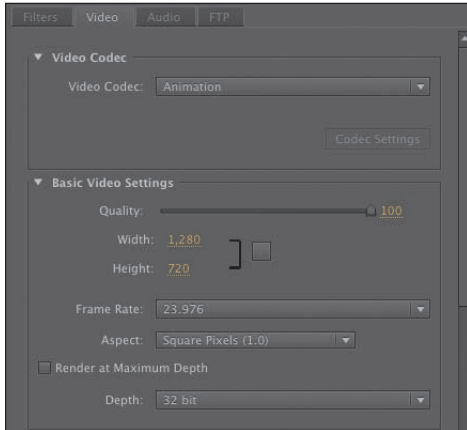 Filters Video Audio FTP
Video Codec
Video Codec: Animation
Codec Settings
Basic Video Settings
Quality: 100
Width: 1,280
Height: 720
Frame Rate: 23.976
Aspect: Square Pixels (1.0)
Render at Maximum Depth
Depth: 32 bit